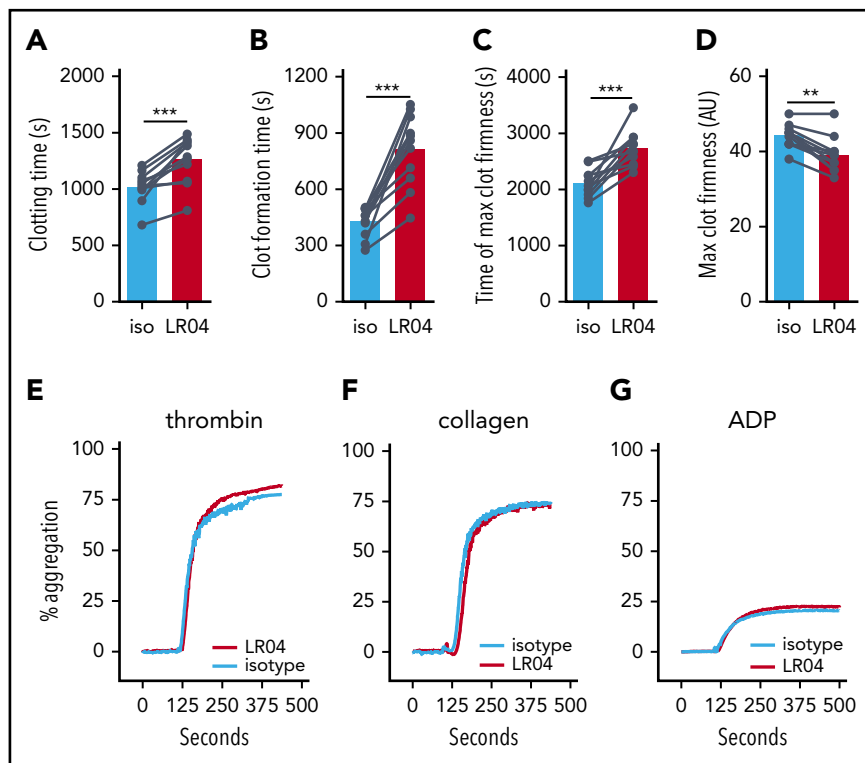 A
Clotting time (s)
2000
1500
1000
500
0
***
iso LR04
B
Clot formation time (s)
1200
900
600
300
0
***
iso LR04
C
Time of max clot firmness (s)
4000
3000
2000
1000
0
***
iso LR04
D
Max clot firmness (AU)
60
40
20
0
**
iso LR04
E
thrombin
% aggregation
100
75
50
25
0
LR04
isotype
0 125 250 375 500
Seconds
F
collagen
100
75
50
25
0
isotype
LR04
0 125 250 375 500
Seconds
G
ADP
100
75
50
25
0
isotype
LR04
0 125 250 375 500
Seconds